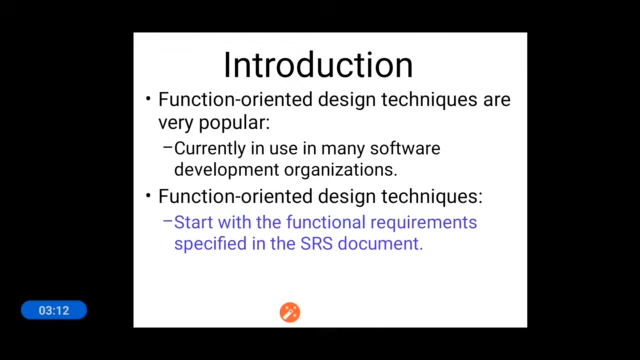 Introduction
• Function-oriented design techniques are
very popular:
–Currently in use in many software
development organizations.
• Function-oriented design techniques:
–Start with the functional requirements
specified in the SRS document.
03:12